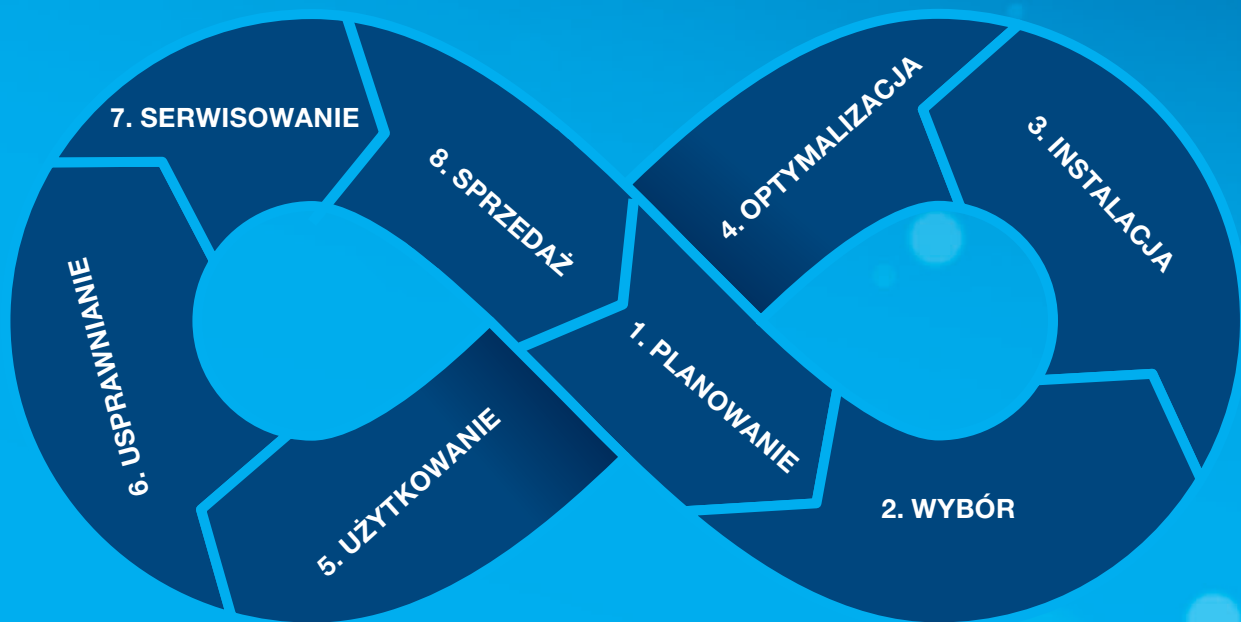 1. PLANOWANIE
2. WYBÓR
3. INSTALACJA
4. OPTYMALIZACJA
5. UŻYTKOWANIE
6. USPRAWNIANIE
7. SERWISOWANIE
8. SPRZEDAŻ